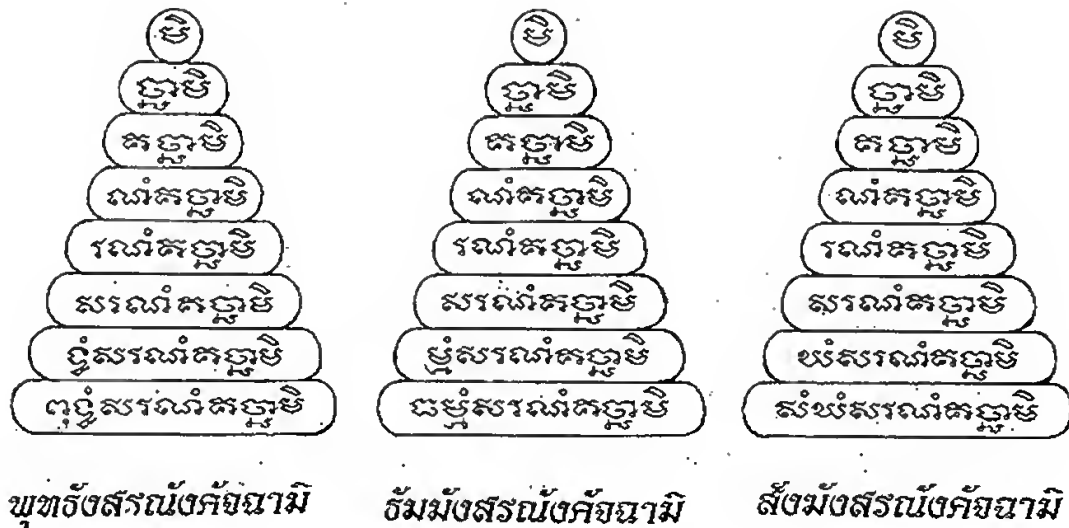 មិ
ច្ឆាមិ
គច្ឆាមិ
ណំគច្ឆាមិ
រណំគច្ឆាមិ
សរណំគច្ឆាមិ
ទ្ធំសរណំគច្ឆាមិ
ពុទ្ធំសរណំគច្ឆាមិ
พุทธังสรณังคัจฉามิ
មិ
ច្ឆាមិ
គច្ឆាមិ
ណំគច្ឆាមិ
រណំគច្ឆាមិ
សរណំគច្ឆាមិ
ម្មំសរណំគច្ឆាមិ
ធម្មំសរណំគច្ឆាមិ
ธัมมังสรณังคัจฉามิ
មិ
ច្ឆាមិ
គច្ឆាមិ
ណំគច្ឆាមិ
រណំគច្ឆាមិ
សរណំគច្ឆាមិ
ឃំសរណំគច្ឆាមិ
សំឃំសរណំគច្ឆាមិ
สังฆังสรณังคัจฉามิ